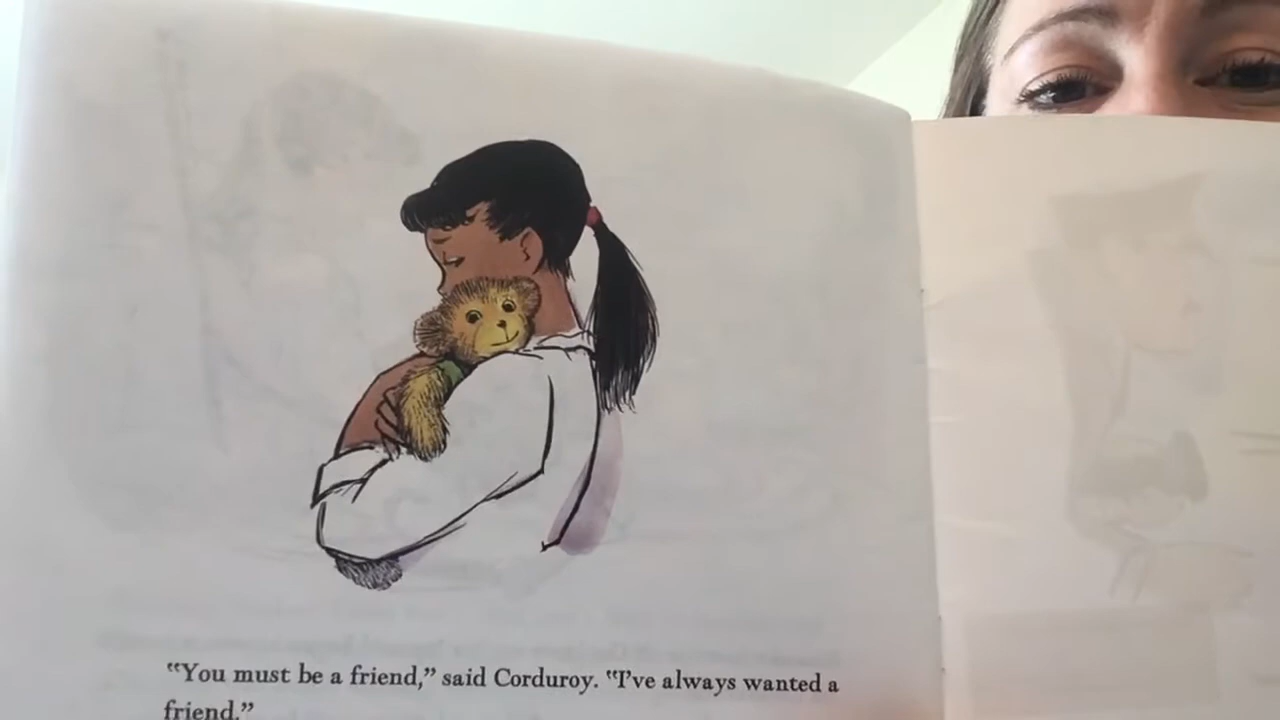 “You must be a friend,” said Corduroy. “I’ve always wanted a
friend.”